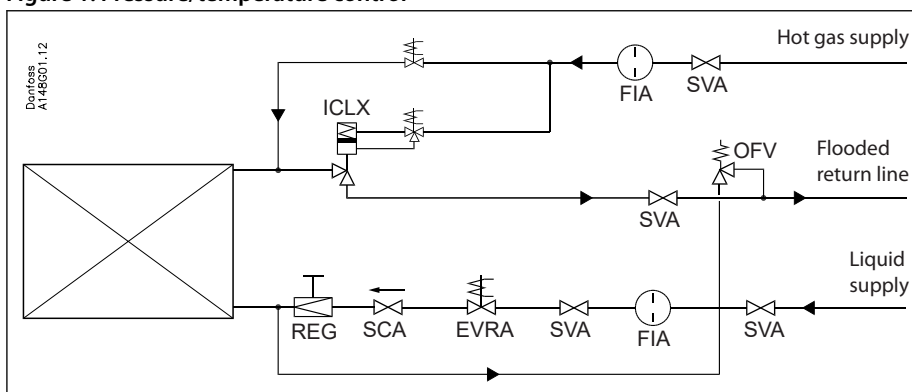 Figure 1: Pressure/temperature control
Danfoss
A148G01.12
Hot gas supply
FIA
SVA
ICLX
OFV
Flooded
return line
SVA
Liquid
supply
REG
SCA
EVRA
SVA
FIA
SVA